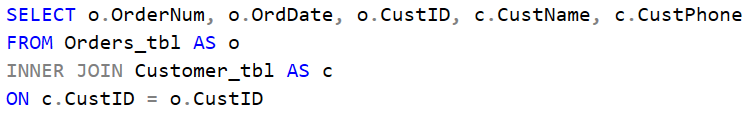 SELECT o.OrderNum, o.OrdDate, o.CustID, c.CustName, c.CustPhone
FROM Orders_tbl AS o
INNER JOIN Customer_tbl AS c
ON c.CustID = o.CustID